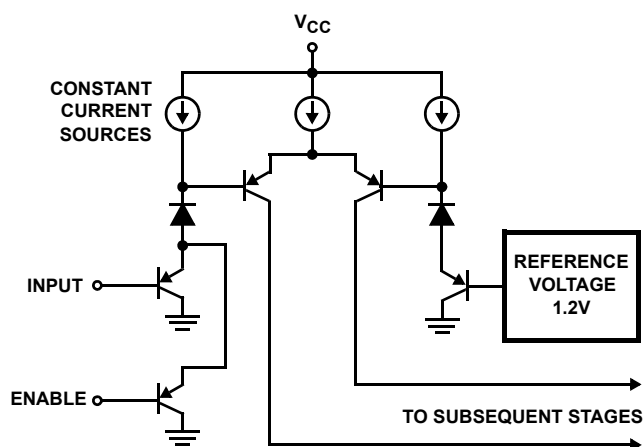 VCC
CONSTANT
CURRENT
SOURCES
INPUT
REFERENCE
VOLTAGE
1.2V
ENABLE
TO SUBSEQUENT STAGES